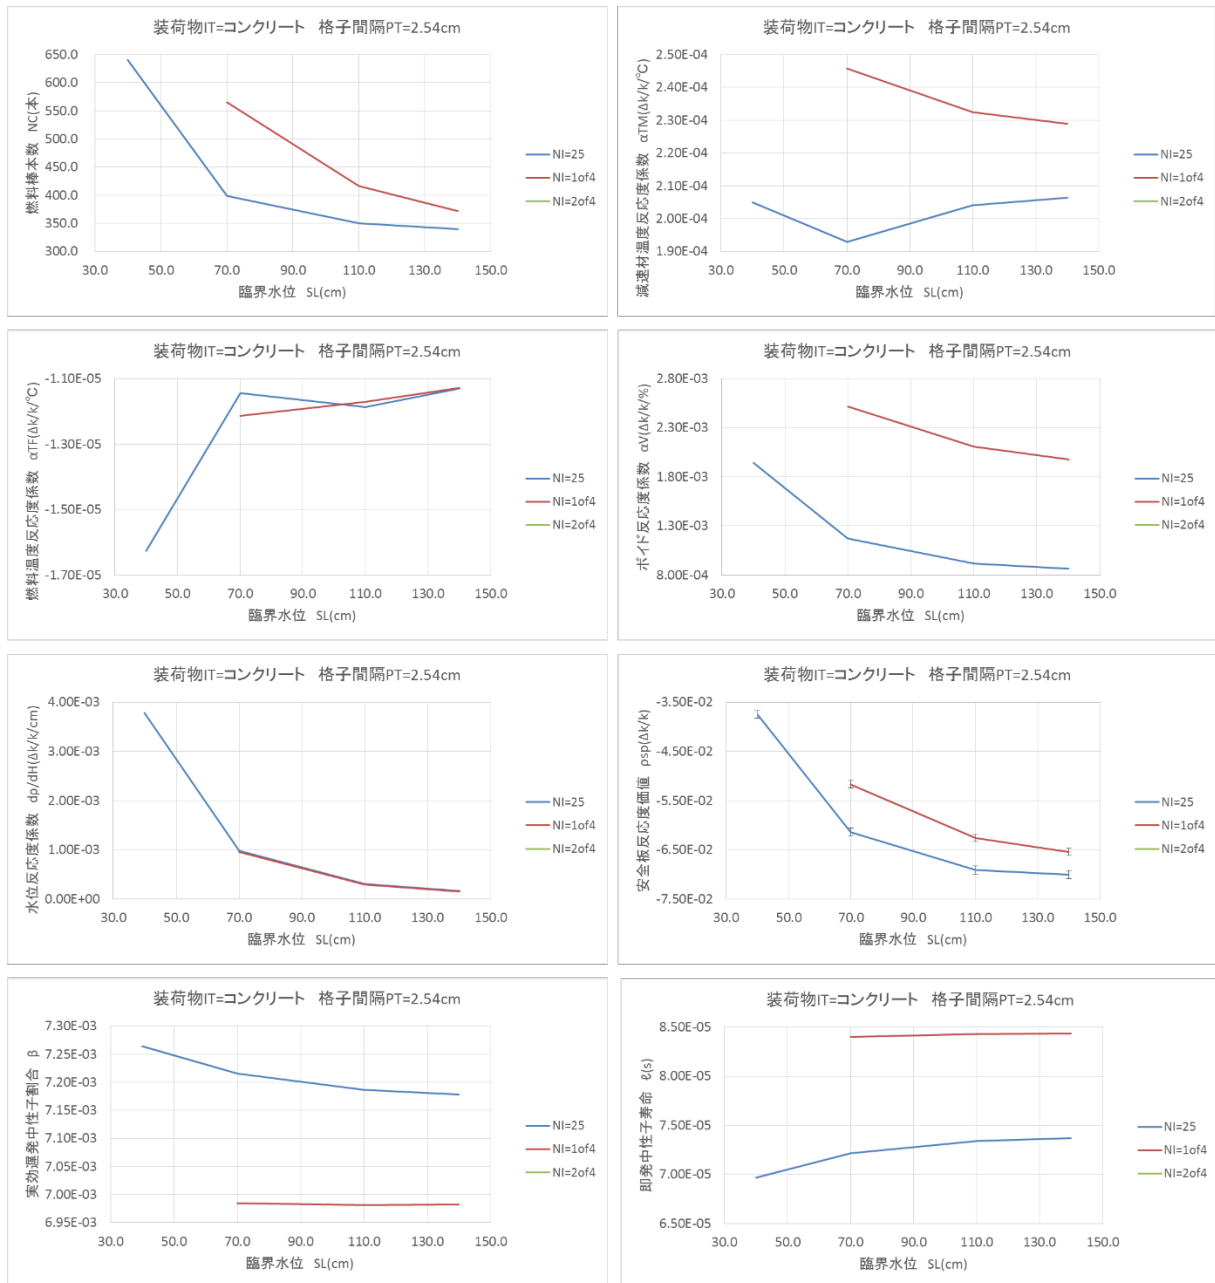 装荷物IT=コンクリート　格子間隔PT=2.54cm
燃料棒本数　NC(本)
650.0
600.0
550.0
500.0
450.0
400.0
350.0
300.0
30.0 50.0 70.0 90.0 110.0 130.0 150.0
臨界水位　SL(cm)
NI=25
NI=1of4
NI=2of4
装荷物IT=コンクリート　格子間隔PT=2.54cm
減速材温度反応度係数　αTM(Δk/k/℃)
2.50E-04
2.40E-04
2.30E-04
2.20E-04
2.10E-04
2.00E-04
1.90E-04
30.0 50.0 70.0 90.0 110.0 130.0 150.0
臨界水位　SL(cm)
NI=25
NI=1of4
NI=2of4
装荷物IT=コンクリート　格子間隔PT=2.54cm
燃料温度反応度係数　αTF(Δk/k/℃)
-1.10E-05
-1.30E-05
-1.50E-05
-1.70E-05
30.0 50.0 70.0 90.0 110.0 130.0 150.0
臨界水位　SL(cm)
NI=25
NI=1of4
NI=2of4
装荷物IT=コンクリート　格子間隔PT=2.54cm
ボイド反応度係数　αV(Δk/k/%)
2.80E-03
2.30E-03
1.80E-03
1.30E-03
8.00E-04
30.0 50.0 70.0 90.0 110.0 130.0 150.0
臨界水位　SL(cm)
NI=25
NI=1of4
NI=2of4
装荷物IT=コンクリート　格子間隔PT=2.54cm
水位反応度係数　dρ/dH(Δk/k/cm)
4.00E-03
3.00E-03
2.00E-03
1.00E-03
0.00E+00
30.0 50.0 70.0 90.0 110.0 130.0 150.0
臨界水位　SL(cm)
NI=25
NI=1of4
NI=2of4
装荷物IT=コンクリート　格子間隔PT=2.54cm
安全板反応度価値　ρsp(Δk/k)
-3.50E-02
-4.50E-02
-5.50E-02
-6.50E-02
-7.50E-02
30.0 50.0 70.0 90.0 110.0 130.0 150.0
臨界水位　SL(cm)
NI=25
NI=1of4
NI=2of4
装荷物IT=コンクリート　格子間隔PT=2.54cm
実効遅発中性子割合　β
7.30E-03
7.25E-03
7.20E-03
7.15E-03
7.10E-03
7.05E-03
7.00E-03
6.95E-03
30.0 50.0 70.0 90.0 110.0 130.0 150.0
臨界水位　SL(cm)
NI=25
NI=1of4
NI=2of4
装荷物IT=コンクリート　格子間隔PT=2.54cm
即発中性子寿命　ℓ(s)
8.50E-05
8.00E-05
7.50E-05
7.00E-05
6.50E-05
30.0 50.0 70.0 90.0 110.0 130.0 150.0
臨界水位　SL(cm)
NI=25
NI=1of4
NI=2of4